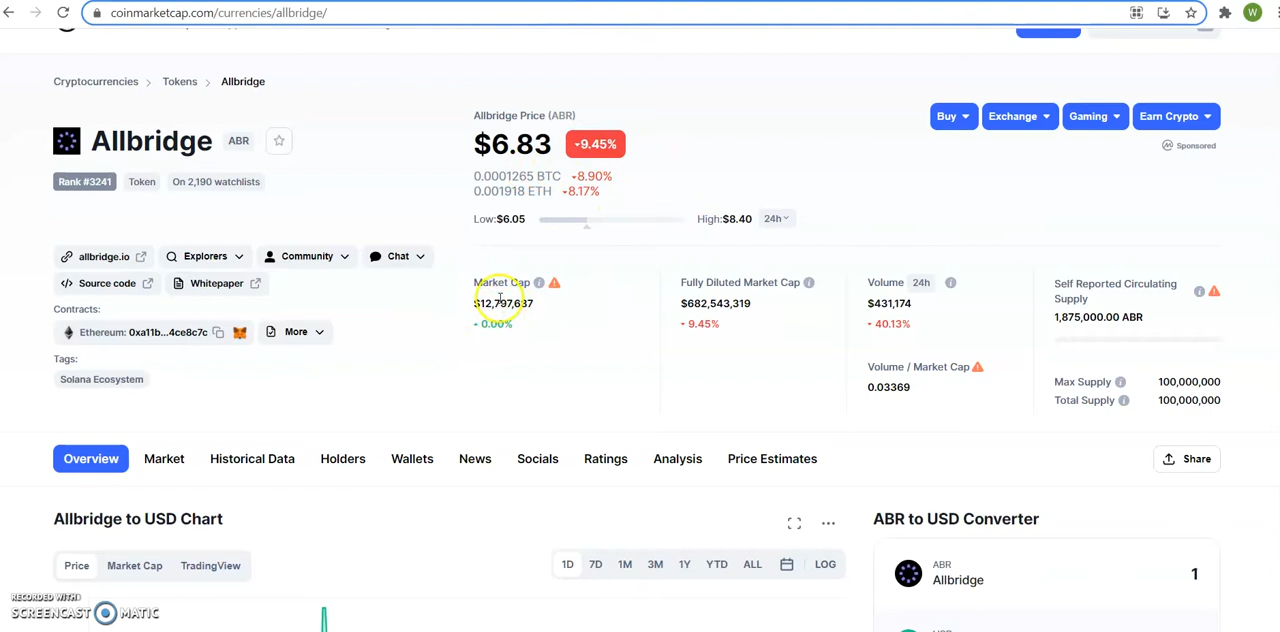 coinmarketcap.com/currencies/allbridge/
W
Cryptocurrencies > Tokens > Allbridge
Allbridge ABR
Rank #3241 Token On 2,190 watchlists
allbridge.io Explorers Community Chat
Source code Whitepaper
Contracts:
Ethereum: 0xa11b...4ce8c7c More
Tags:
Solana Ecosystem
Allbridge Price (ABR)
$6.83 9.45%
0.0001265 BTC 8.90%
0.001918 ETH 8.17%
Low:$6.05 High:$8.40 24h
Buy Exchange Gaming Earn Crypto
Sponsored
Market Cap
$12,797,637
0.00%
Fully Diluted Market Cap
$682,543,319
9.45%
Volume 24h
$431,174
40.13%
Volume / Market Cap
0.03369
Self Reported Circulating
Supply
1,875,000.00 ABR
Max Supply 100,000,000
Total Supply 100,000,000
Overview Market Historical Data Holders Wallets News Socials Ratings Analysis Price Estimates Share
Allbridge to USD Chart
Price Market Cap TradingView 1D 7D 1M 3M 1Y YTD ALL LOG
ABR to USD Converter
ABR
Allbridge 1
RECORDED WITH
SCREENCAST MATIC